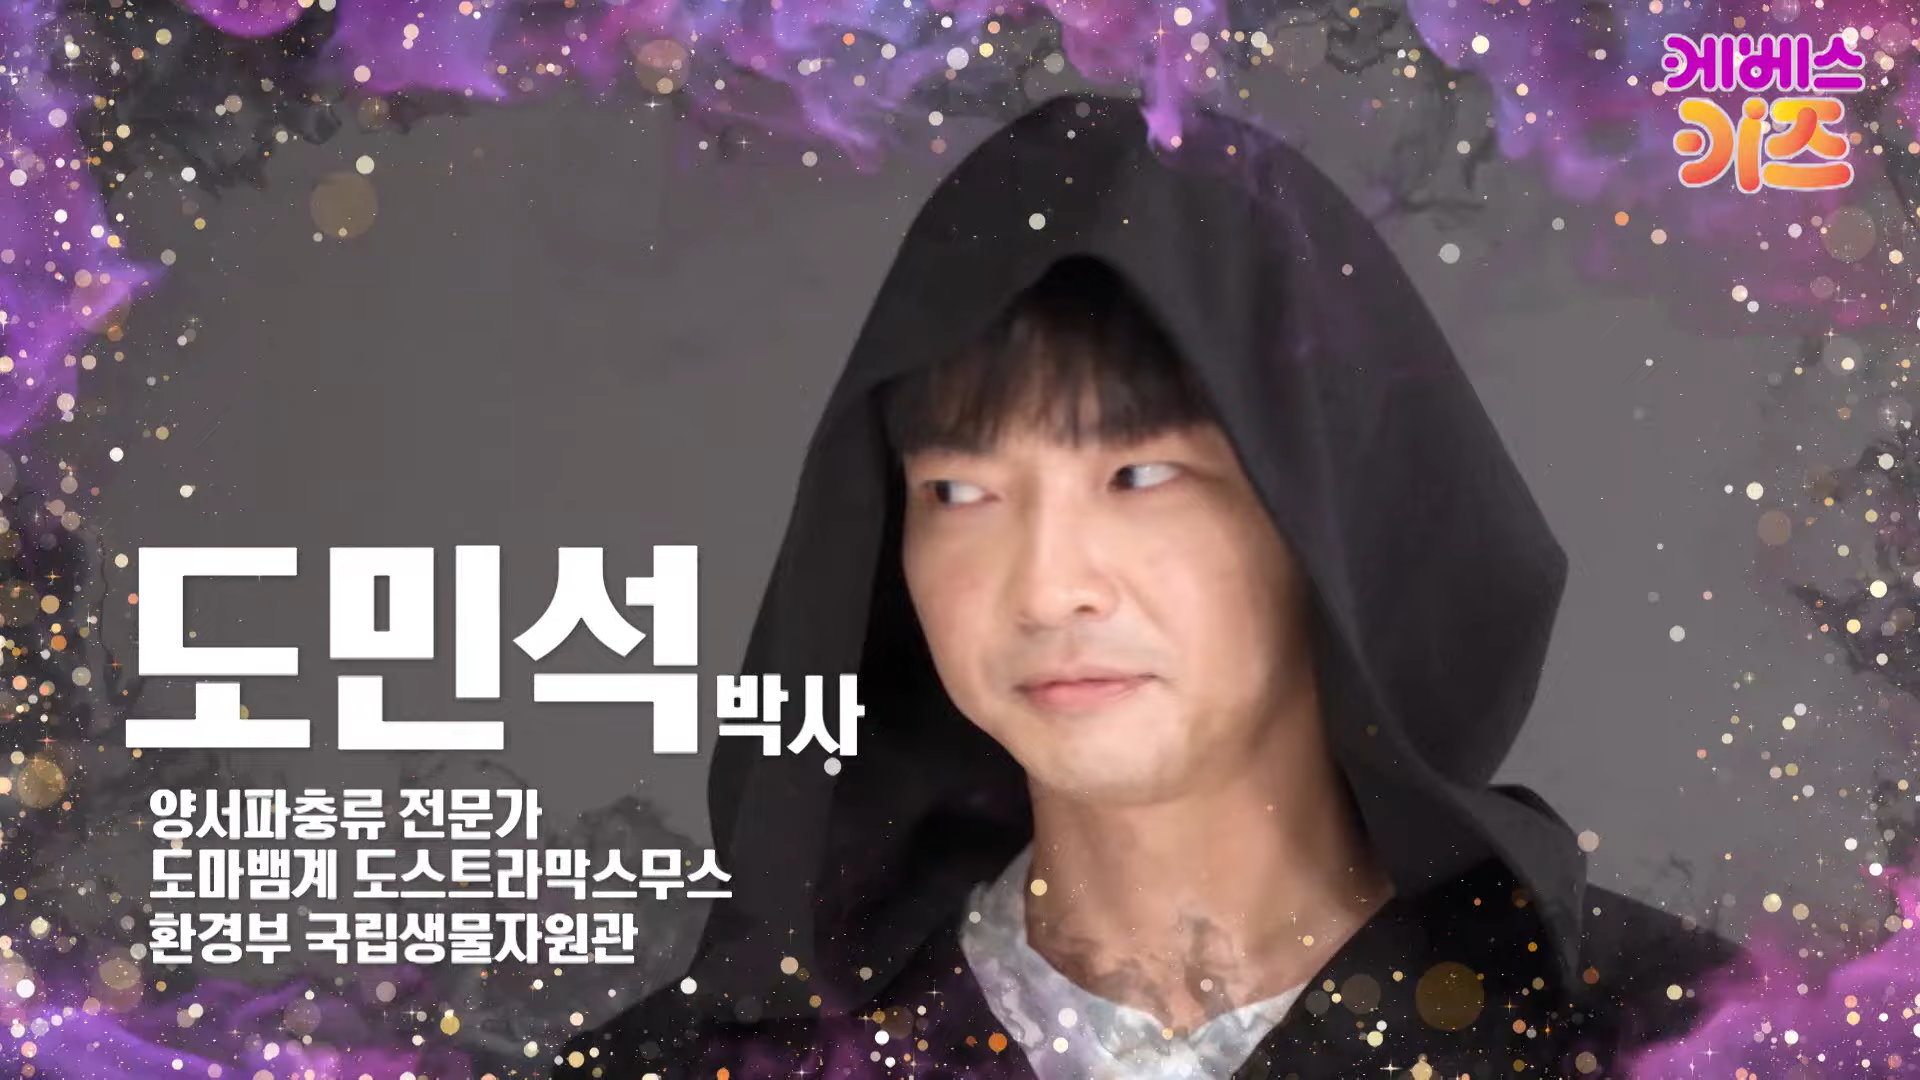 케베스
키즈
도민석 박사
양서파충류 전문가
도마뱀계 도스트라막스무스
환경부 국립생물자원관